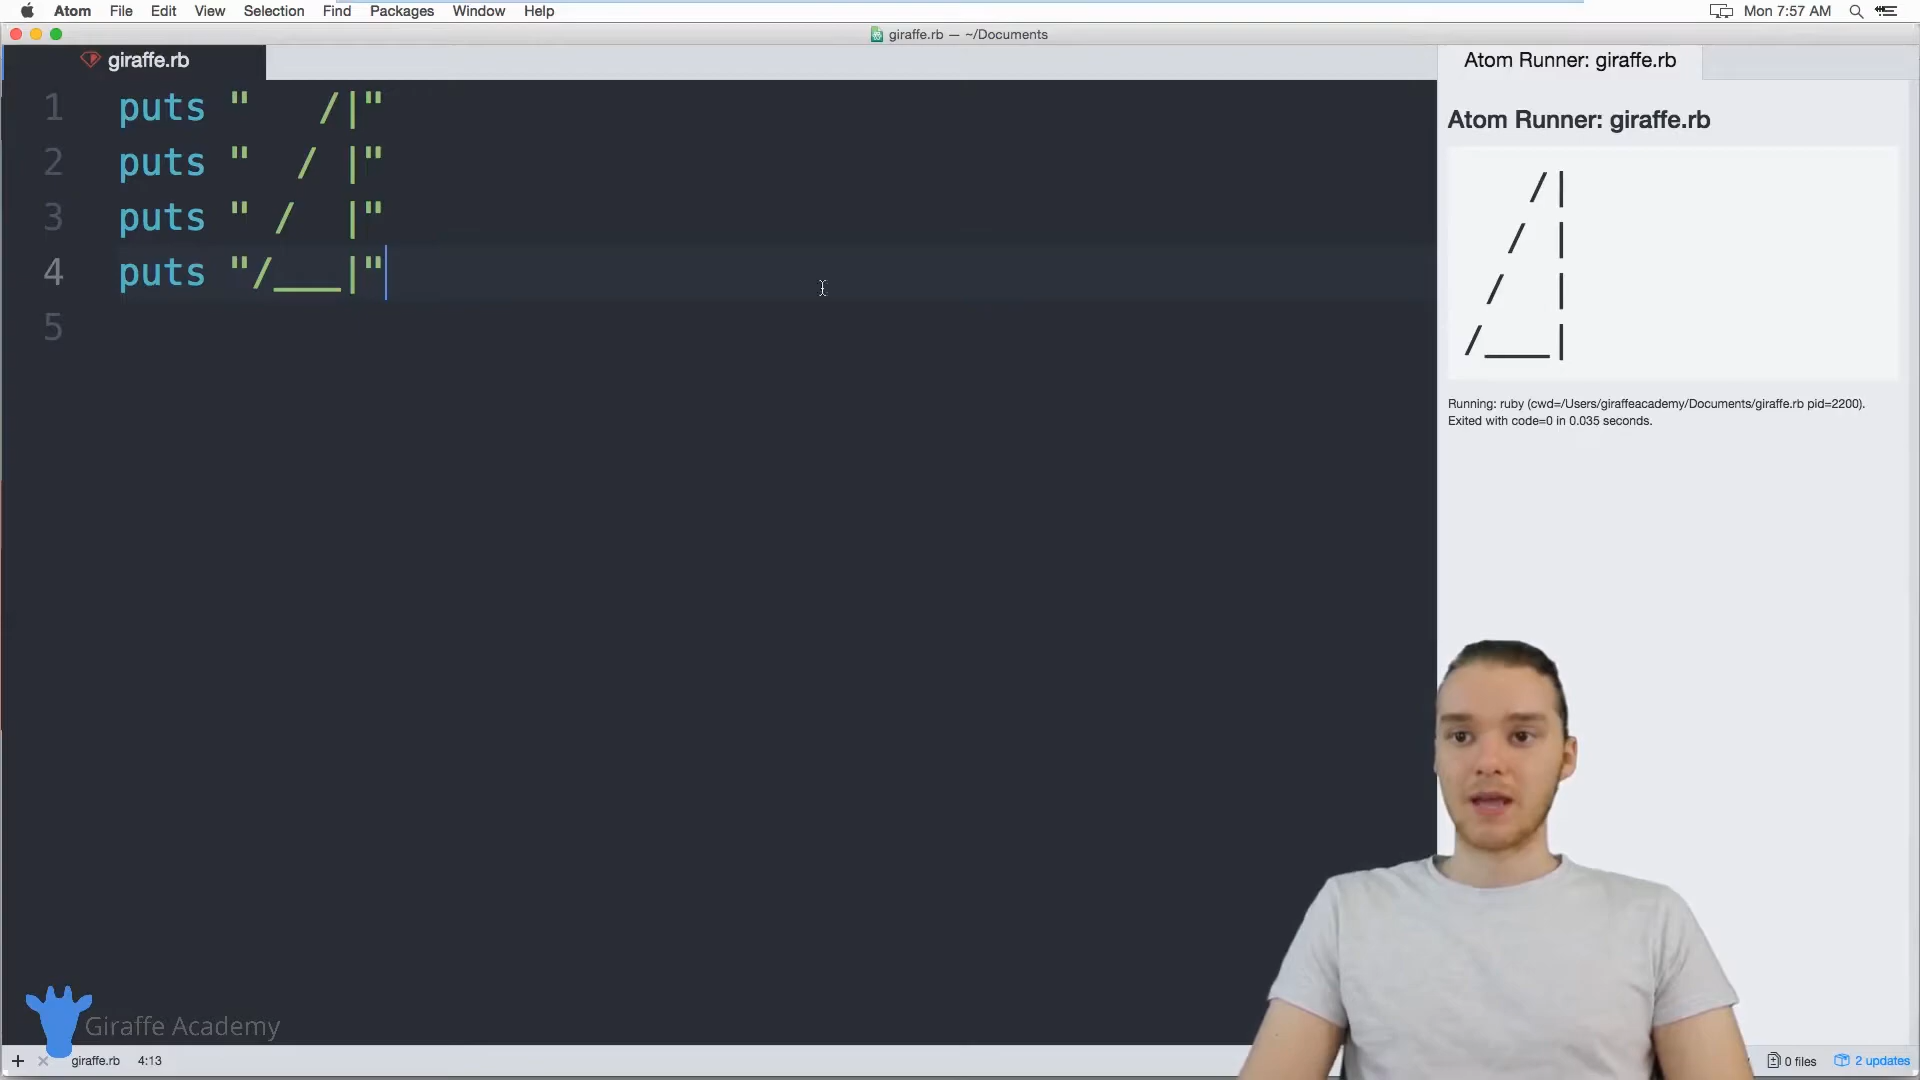 Atom File Edit View Selection Find Packages Window Help
Mon 7:57 AM
giraffe.rb — ~/Documents
giraffe.rb
Atom Runner: giraffe.rb
1 puts "   /|"
2 puts "  / |"
3 puts " /  |"
4 puts "/___|"
5
Atom Runner: giraffe.rb
   /|
  / |
 /  |
/___|
Running: ruby (cwd=/Users/giraffeacademy/Documents/giraffe.rb pid=2200).
Exited with code=0 in 0.035 seconds.
Giraffe Academy
+ × giraffe.rb 4:13
0 files 2 updates